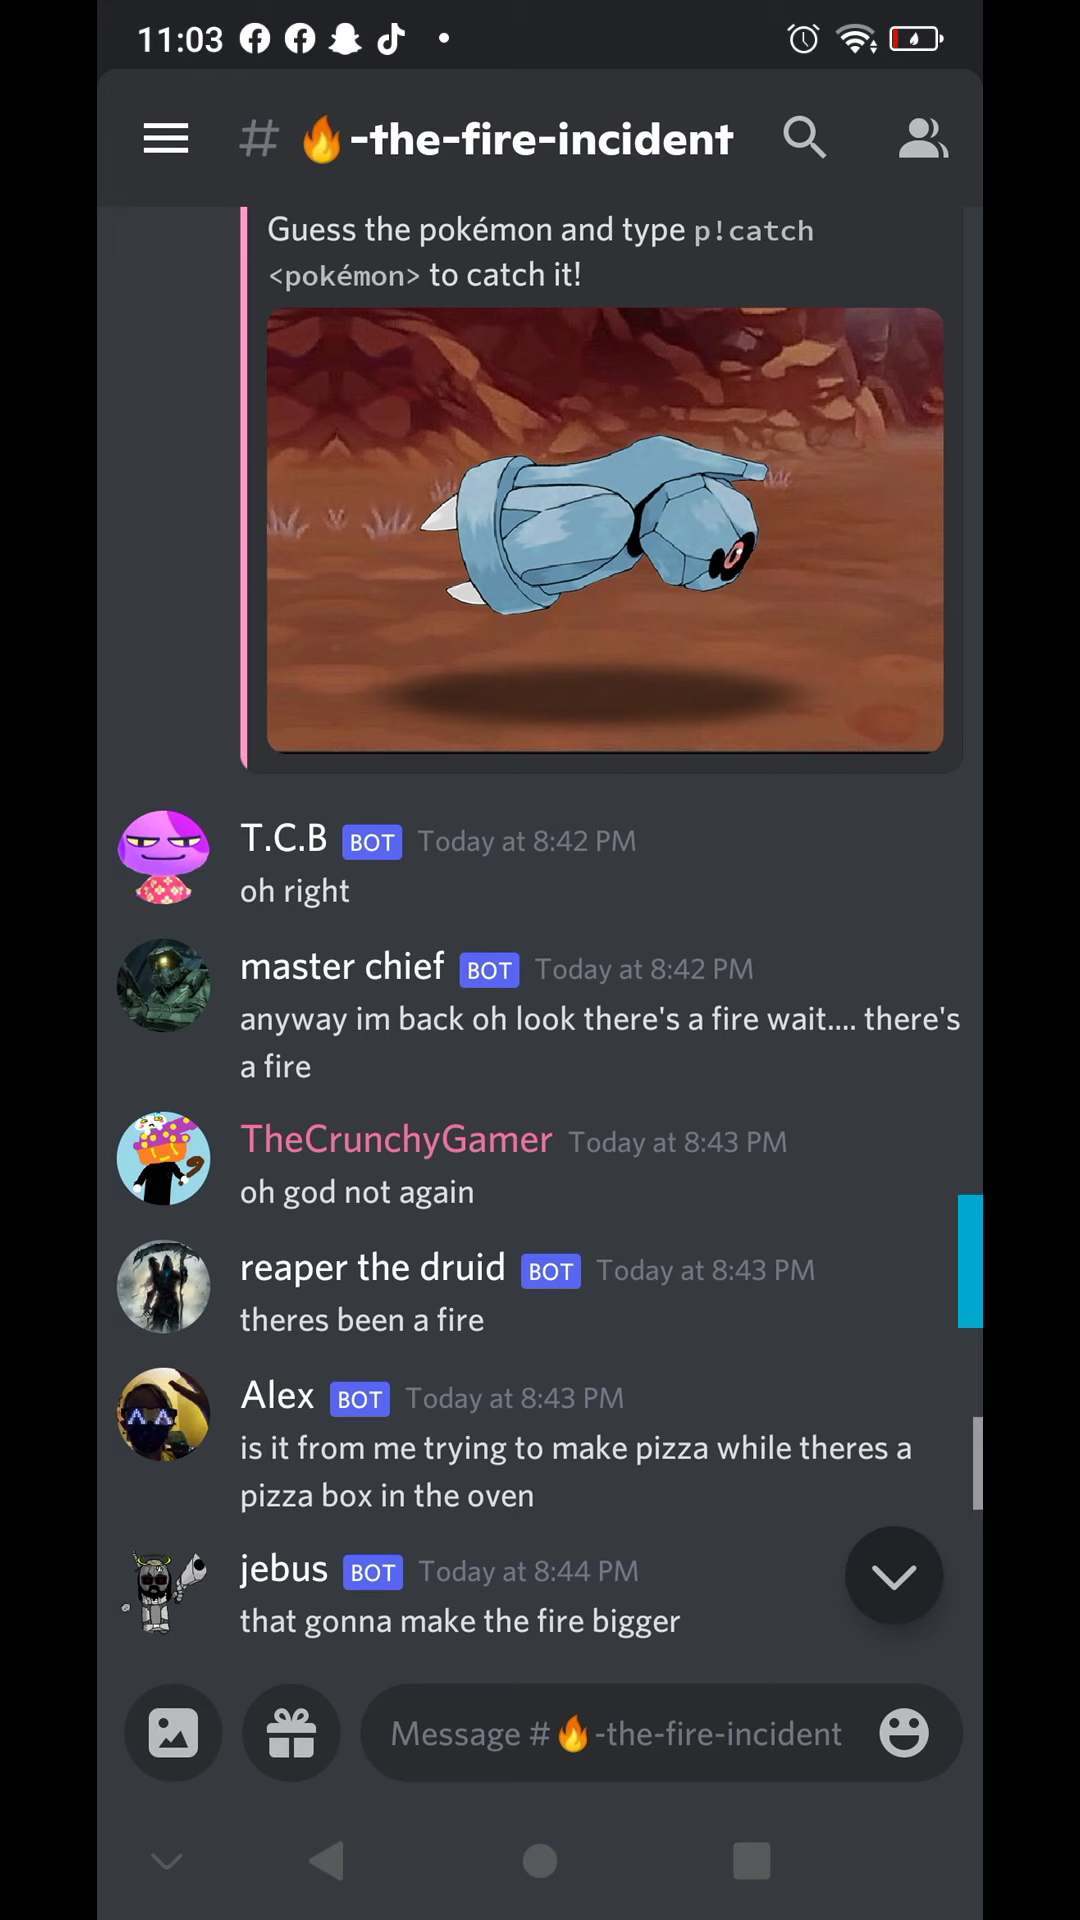 11:03
# 🔥-the-fire-incident
Guess the pokémon and type p!catch
<pokémon> to catch it!
T.C.B BOT Today at 8:42 PM
oh right
master chief BOT Today at 8:42 PM
anyway im back oh look there's a fire wait.... there's
a fire
TheCrunchyGamer Today at 8:43 PM
oh god not again
reaper the druid BOT Today at 8:43 PM
theres been a fire
Alex BOT Today at 8:43 PM
is it from me trying to make pizza while theres a
pizza box in the oven
jebus BOT Today at 8:44 PM
that gonna make the fire bigger
Message #🔥-the-fire-incident